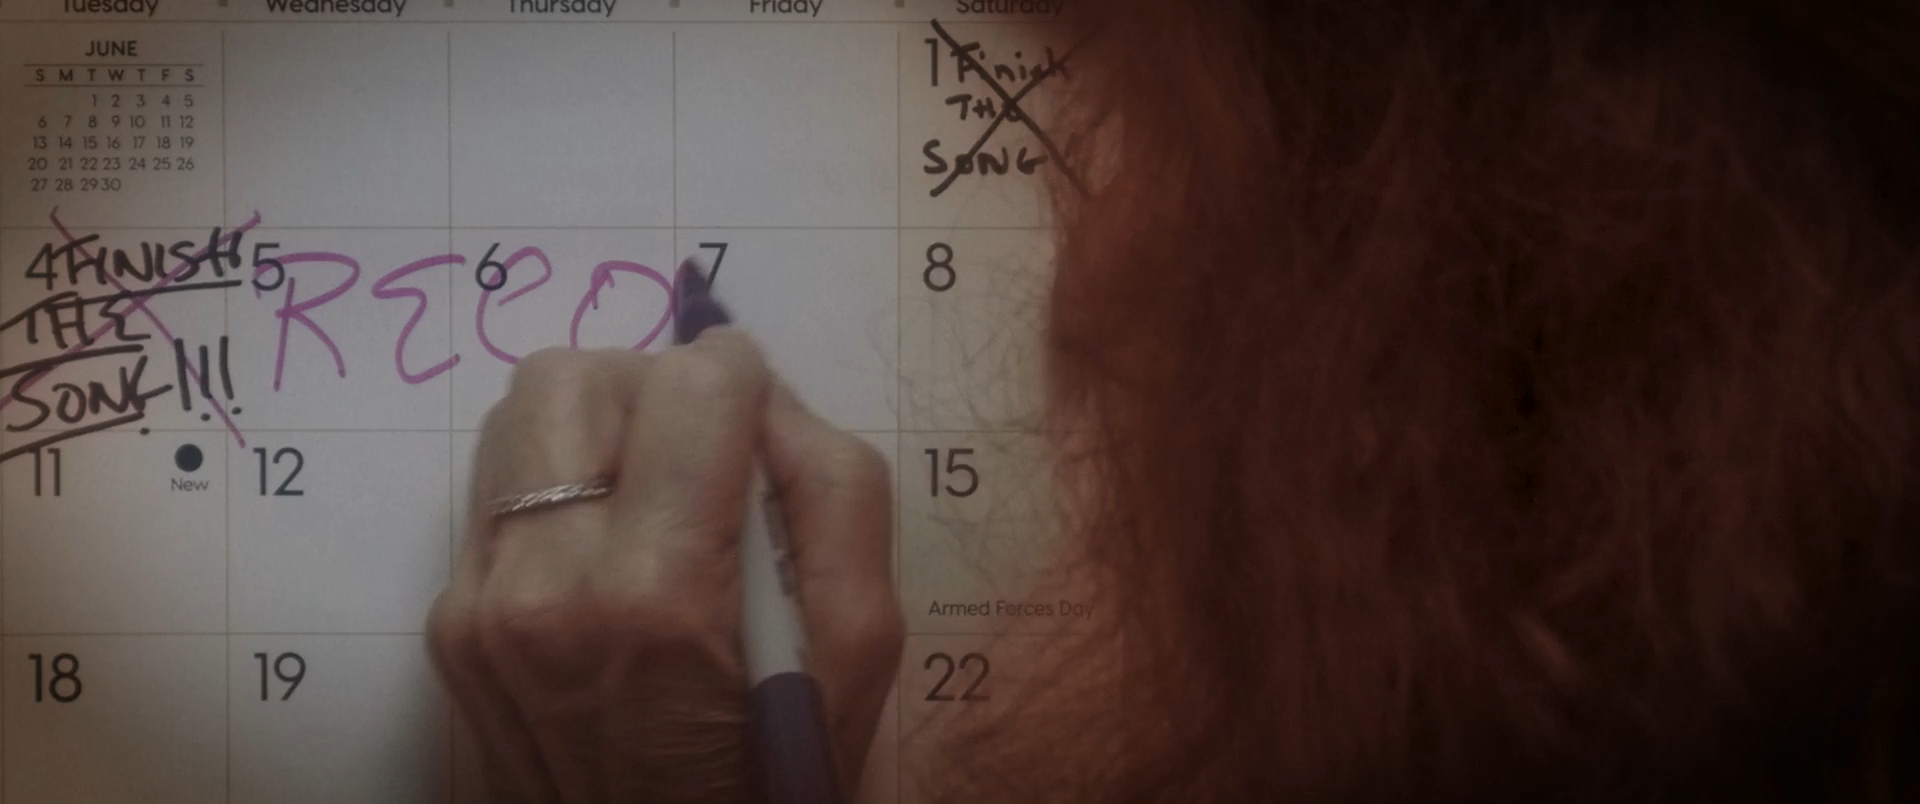 Tuesday Wednesday Thursday Friday Saturday
JUNE
S M T W T F S
1 2 3 4 5
6 7 8 9 10 11 12
13 14 15 16 17 18 19
20 21 22 23 24 25 26
27 28 29 30
1 Finish
THE
SONG
4 FINISH
THE
SONG!!!
5 6 7 8
RECO
11 New 12 15
Armed Forces Day
18 19 22